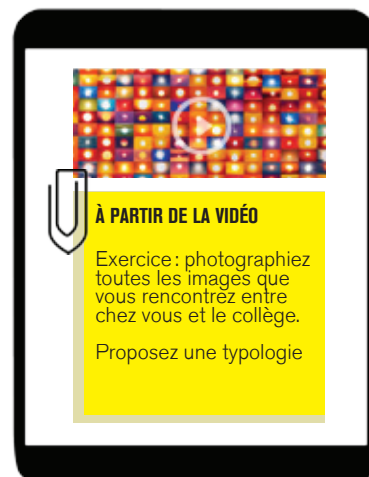 À PARTIR DE LA VIDÉO
Exercice : photographiez
toutes les images que
vous rencontrez entre
chez vous et le collège.
Proposez une typologie